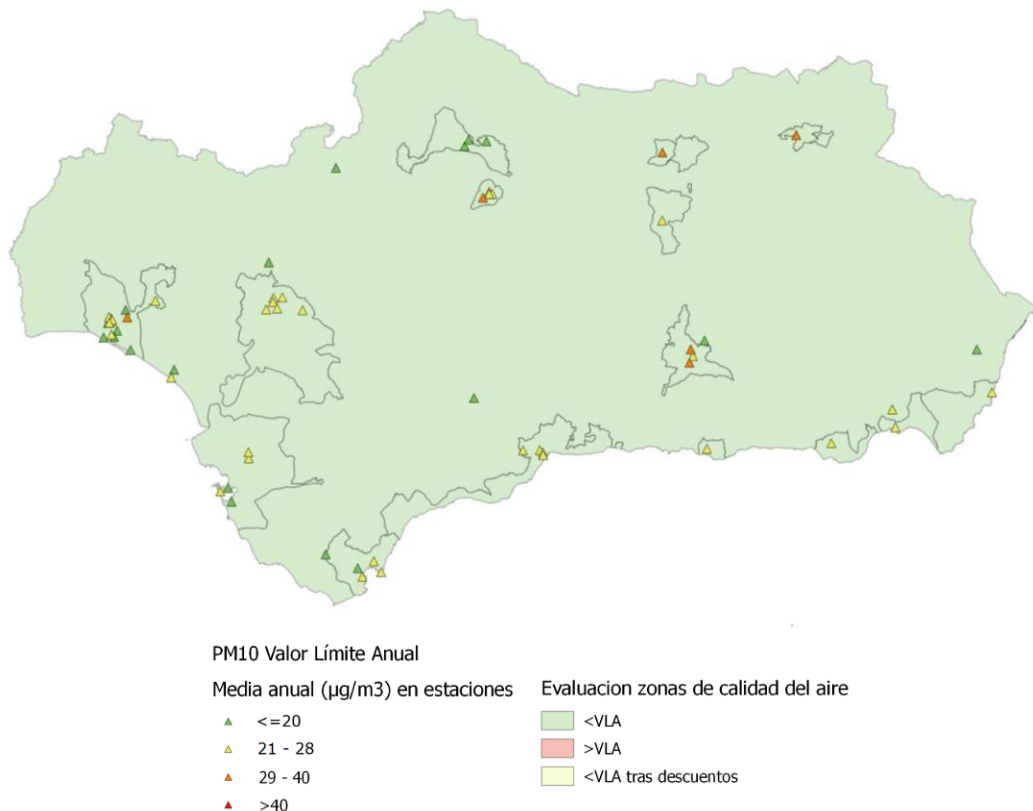 PM10 Valor Límite Anual
Media anual (µg/m3) en estaciones
<=20
21 - 28
29 - 40
>40
Evaluacion zonas de calidad del aire
<VLA
>VLA
<VLA tras descuentos